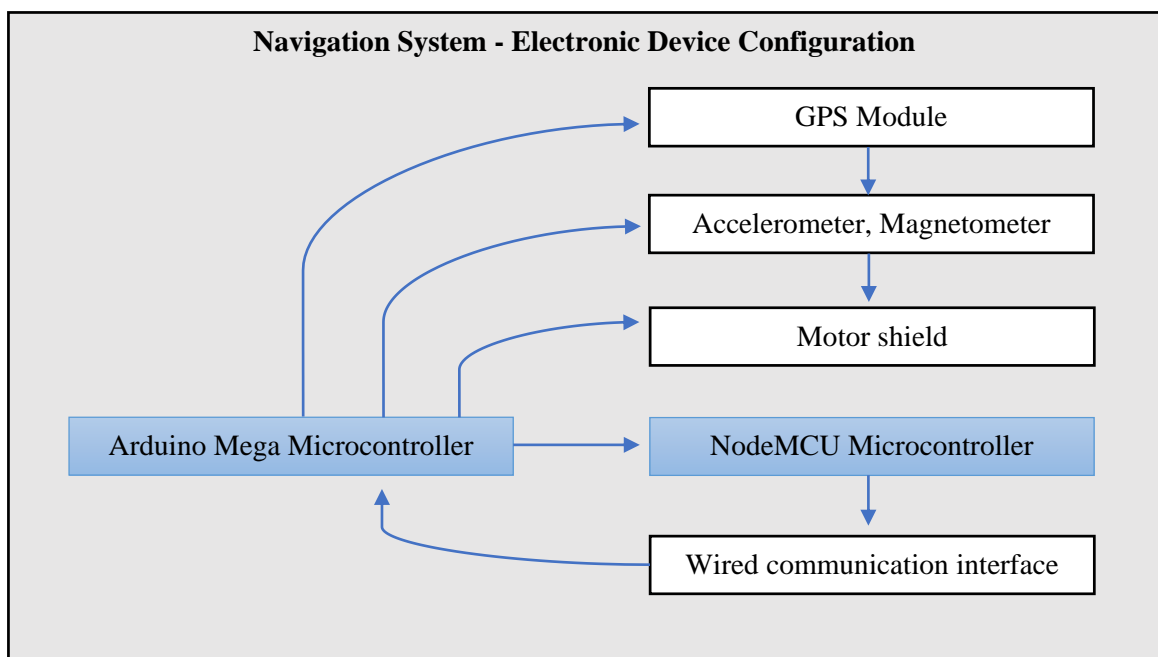 Navigation System - Electronic Device Configuration
GPS Module
Accelerometer, Magnetometer
Motor shield
Arduino Mega Microcontroller
NodeMCU Microcontroller
Wired communication interface